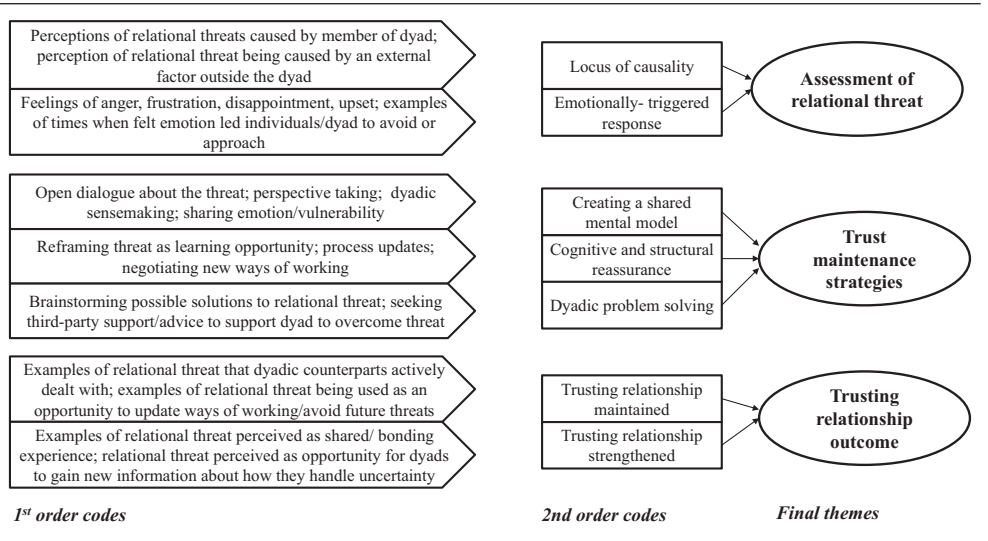 Perceptions of relational threats caused by member of dyad;
perception of relational threat being caused by an external
factor outside the dyad
Feelings of anger, frustration, disappointment, upset; examples
of times when felt emotion led individuals/dyad to avoid or
approach
Locus of causality
Emotionally- triggered
response
Assessment of
relational threat
Open dialogue about the threat; perspective taking; dyadic
sensemaking; sharing emotion/vulnerability
Reframing threat as learning opportunity; process updates;
negotiating new ways of working
Brainstorming possible solutions to relational threat; seeking
third-party support/advice to support dyad to overcome threat
Creating a shared
mental model
Cognitive and structural
reassurance
Dyadic problem solving
Trust
maintenance
strategies
Examples of relational threat that dyadic counterparts actively
dealt with; examples of relational threat being used as an
opportunity to update ways of working/avoid future threats
Examples of relational threat perceived as shared/ bonding
experience; relational threat perceived as opportunity for dyads
to gain new information about how they handle uncertainty
Trusting relationship
maintained
Trusting relationship
strengthened
Trusting
relationship
outcome
1st order codes
2nd order codes
Final themes